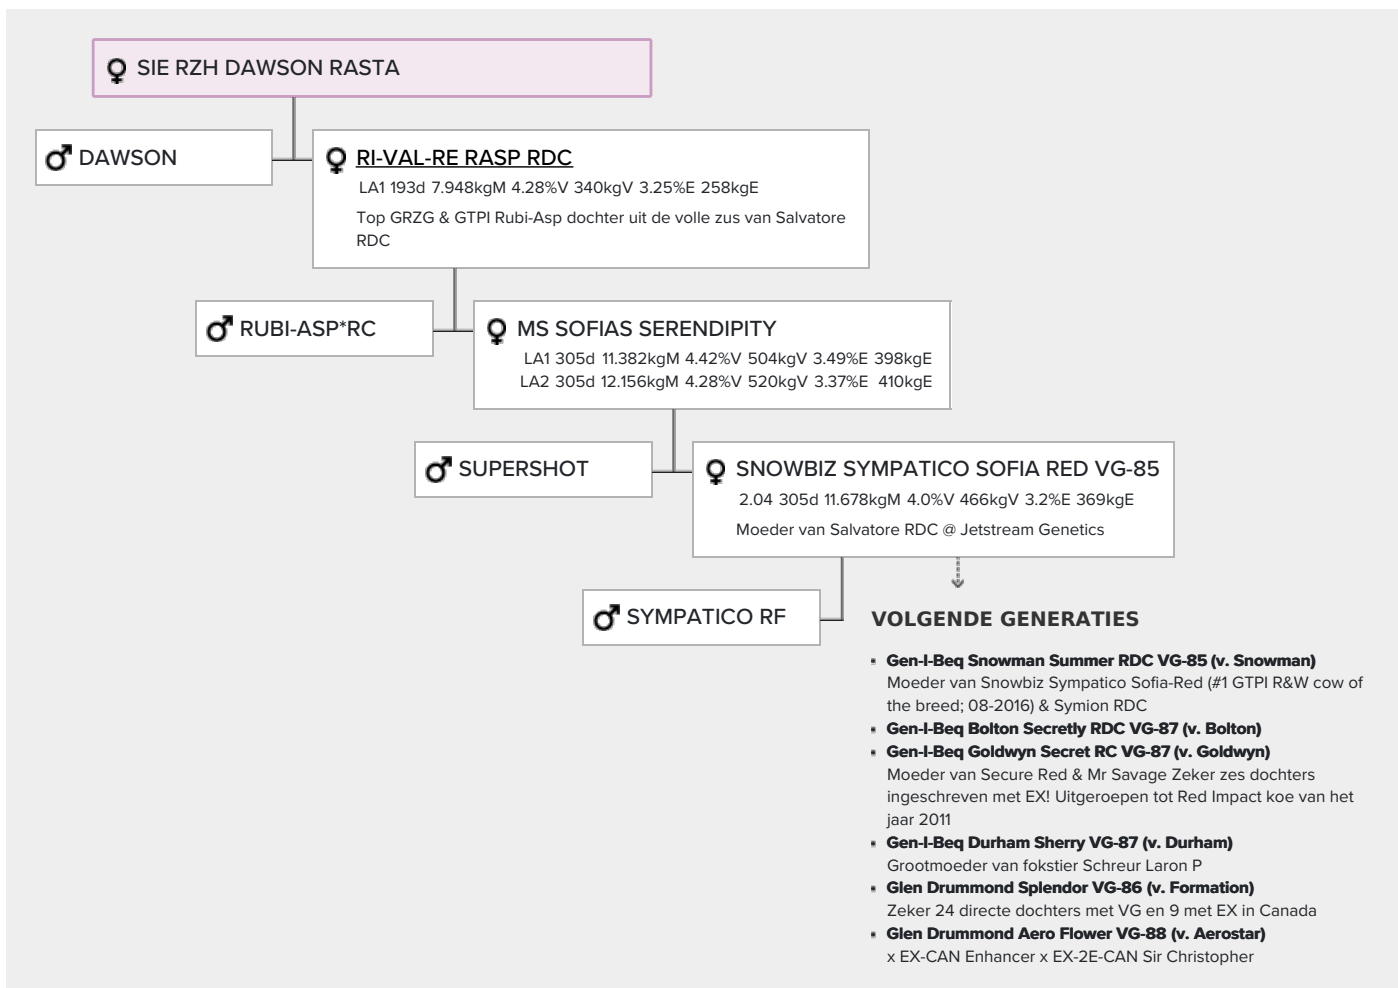 SIE RZH DAWSON RASTA
DAWSON
RI-VAL-RE RASP RDC
LA1 193d 7.948kgM 4.28%V 340kgV 3.25%E 258kgE
Top GRZG & GTPI Rubi-Asp dochter uit de volle zus van Salvatore
RDC
RUBI-ASP*RC
MS SOFIAS SERENDIPITY
LA1 305d 11.382kgM 4.42%V 504kgV 3.49%E 398kgE
LA2 305d 12.156kgM 4.28%V 520kgV 3.37%E 410kgE
SUPERSHOT
SNOWBIZ SYMPATICO SOFIA RED VG-85
2.04 305d 11.678kgM 4.0%V 466kgV 3.2%E 369kgE
Moeder van Salvatore RDC @ Jetstream Genetics
SYMPATICO RF
VOLGENDE GENERATIES
Gen-I-Beq Snowman Summer RDC VG-85 (v. Snowman)
Moeder van Snowbiz Sympatico Sofia-Red (#1 GTPI R&W cow of
the breed; 08-2016) & Symion RDC
Gen-I-Beq Bolton Secretly RDC VG-87 (v. Bolton)
Gen-I-Beq Goldwyn Secret RC VG-87 (v. Goldwyn)
Moeder van Secure Red & Mr Savage Zeker zes dochters
ingeschreven met EX! Uitgeroepen tot Red Impact koe van het
jaar 2011
Gen-I-Beq Durham Sherry VG-87 (v. Durham)
Grootmoeder van fokstier Schreur Laron P
Glen Drummond Splendor VG-86 (v. Formation)
Zeker 24 directe dochters met VG en 9 met EX in Canada
Glen Drummond Aero Flower VG-88 (v. Aerostar)
x EX-CAN Enhancer x EX-2E-CAN Sir Christopher